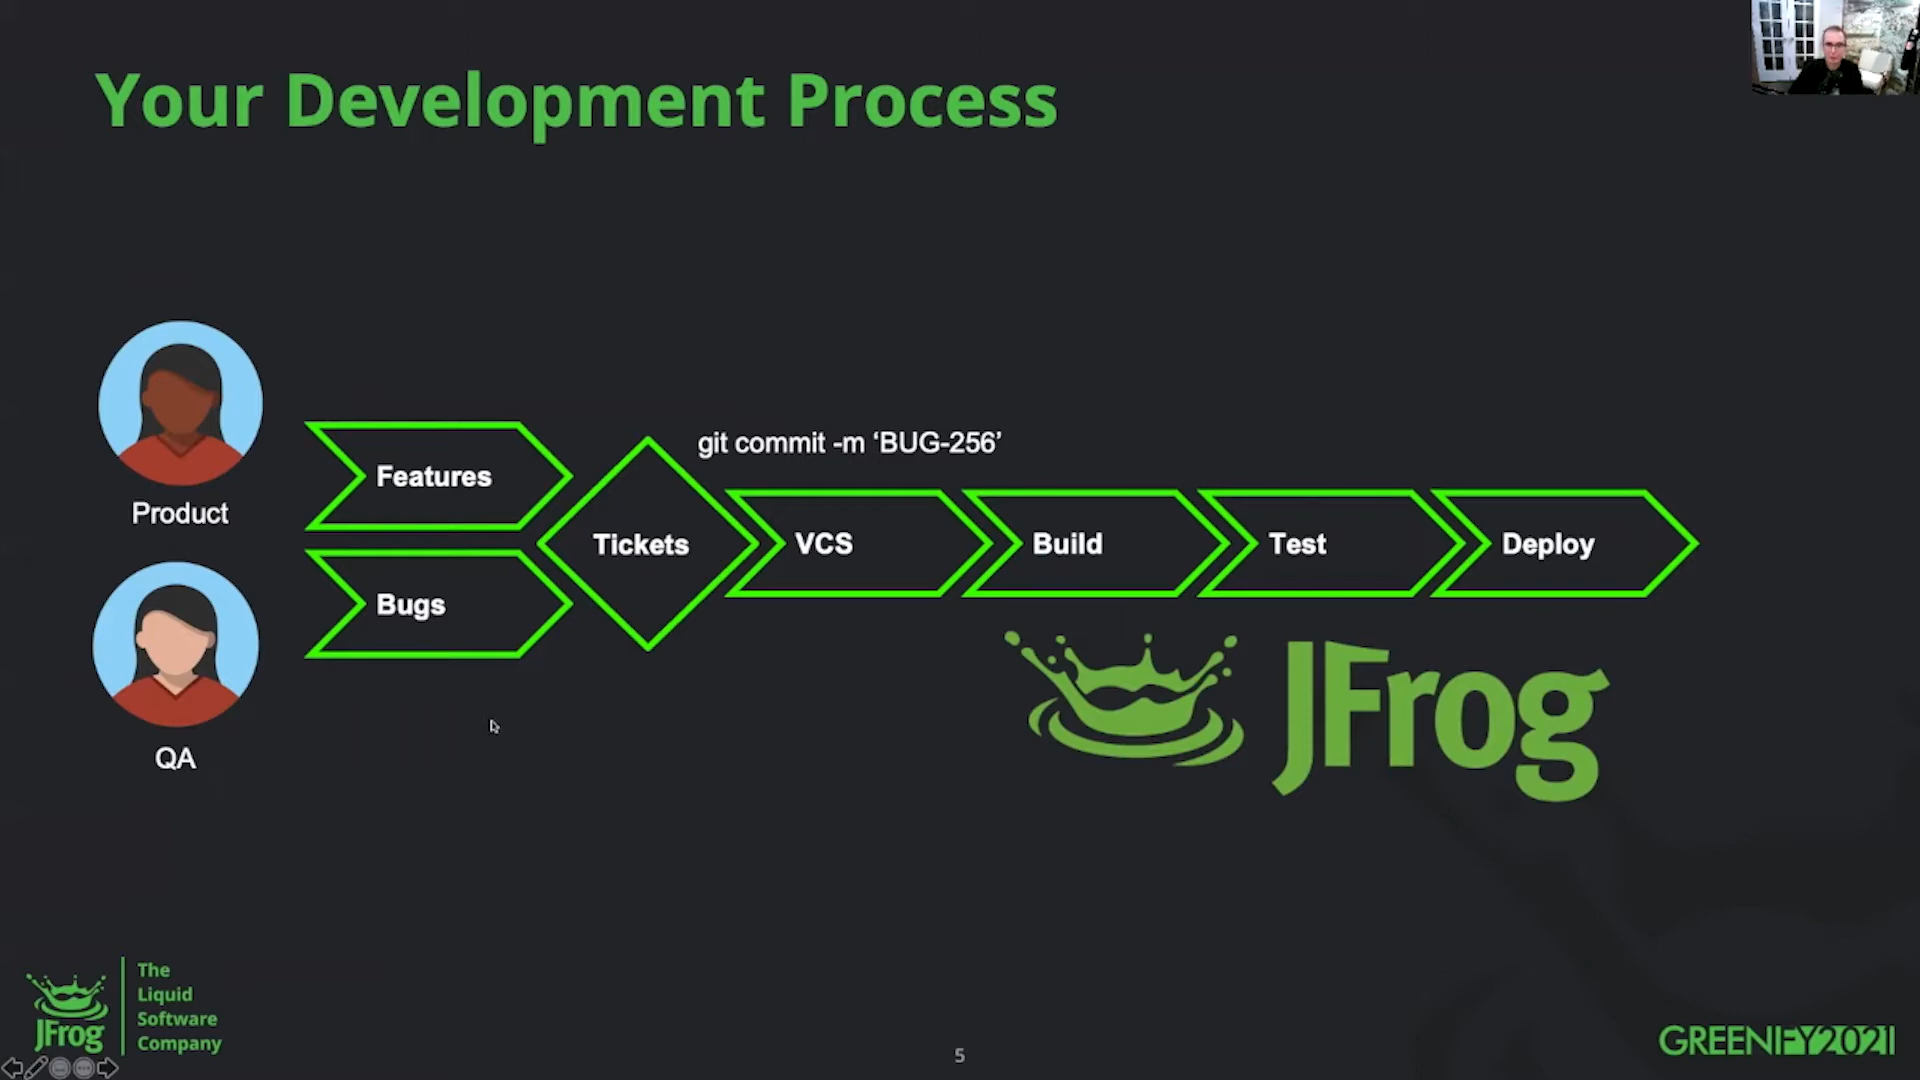 Your Development Process
Product
QA
Features
Bugs
Tickets
git commit -m ‘BUG-256’
VCS
Build
Test
Deploy
JFrog
JFrog
The
Liquid
Software
Company
5
GREENIFY2021